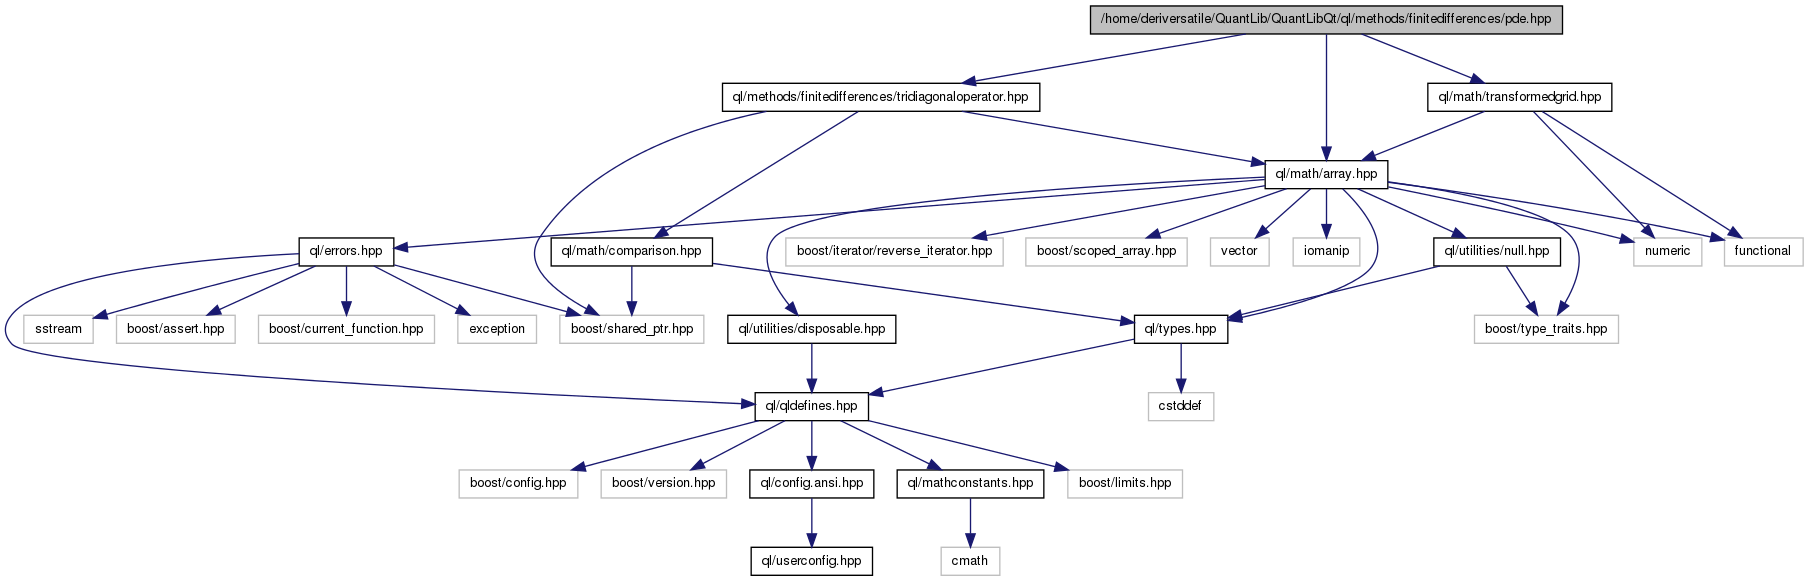 /home/deriversatile/QuantLib/QuantLibQt/ql/methods/finitedifferences/pde.hpp
ql/methods/finitedifferences/tridiagonaloperator.hpp
ql/math/transformedgrid.hpp
ql/math/array.hpp
ql/errors.hpp
ql/math/comparison.hpp
boost/iterator/reverse_iterator.hpp
boost/scoped_array.hpp
vector
iomanip
ql/utilities/null.hpp
numeric
functional
sstream
boost/assert.hpp
boost/current_function.hpp
exception
boost/shared_ptr.hpp
ql/utilities/disposable.hpp
ql/types.hpp
boost/type_traits.hpp
ql/qldefines.hpp
cstddef
boost/config.hpp
boost/version.hpp
ql/config.ansi.hpp
ql/mathconstants.hpp
boost/limits.hpp
ql/userconfig.hpp
cmath